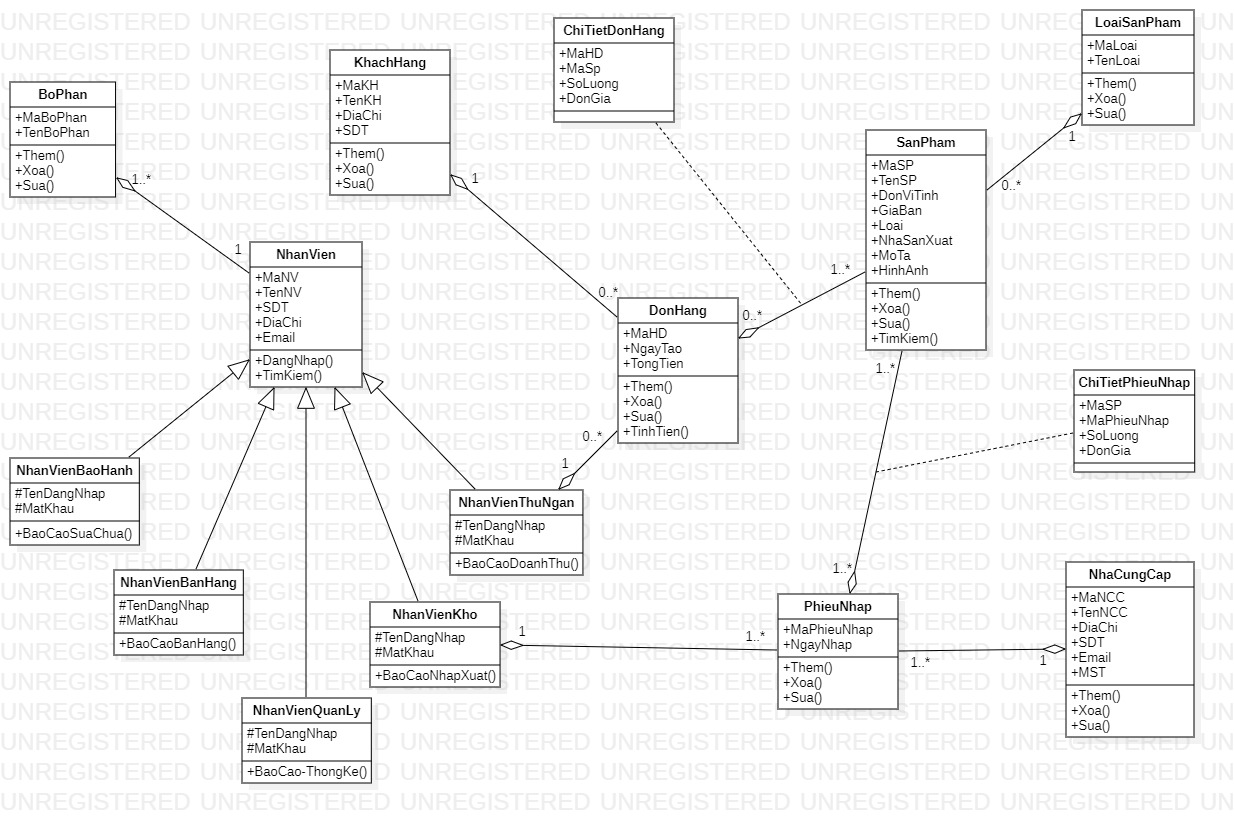 ChiTietDonHang
+MaHD
+MaSp
+SoLuong
+DonGia
LoaiSanPham
+MaLoai
+TenLoai
+Them()
+Xoa()
+Sua()
1
0..*
KhachHang
+MaKH
+TenKH
+DiaChi
+SDT
+Them()
+Xoa()
+Sua()
1
0..*
BoPhan
+MaBoPhan
+TenBoPhan
+Them()
+Xoa()
+Sua()
1..*
1
SanPham
+MaSP
+TenSP
+DonViTinh
+GiaBan
+Loai
+NhaSanXuat
+MoTa
+HinhAnh
+Them()
+Xoa()
+Sua()
+TimKiem()
1..*
0..*
1..*
NhanVien
+MaNV
+TenNV
+SDT
+DiaChi
+Email
+DangNhap()
+TimKiem()
DonHang
+MaHD
+NgayTao
+TongTien
+Them()
+Xoa()
+Sua()
+TinhTien()
0..*
1
ChiTietPhieuNhap
+MaSP
+MaPhieuNhap
+SoLuong
+DonGia
NhanVienBaoHanh
#TenDangNhap
#MatKhau
+BaoCaoSuaChua()
NhanVienThuNgan
#TenDangNhap
#MatKhau
+BaoCaoDoanhThu()
NhanVienBanHang
#TenDangNhap
#MatKhau
+BaoCaoBanHang()
NhanVienKho
#TenDangNhap
#MatKhau
+BaoCaoNhapXuat()
1
1..*
1..*
PhieuNhap
+MaPhieuNhap
+NgayNhap
+Them()
+Xoa()
+Sua()
1..*
1
NhaCungCap
+MaNCC
+TenNCC
+DiaChi
+SDT
+Email
+MST
+Them()
+Xoa()
+Sua()
NhanVienQuanLy
#TenDangNhap
#MatKhau
+BaoCao-ThongKe()
UNREGISTERED